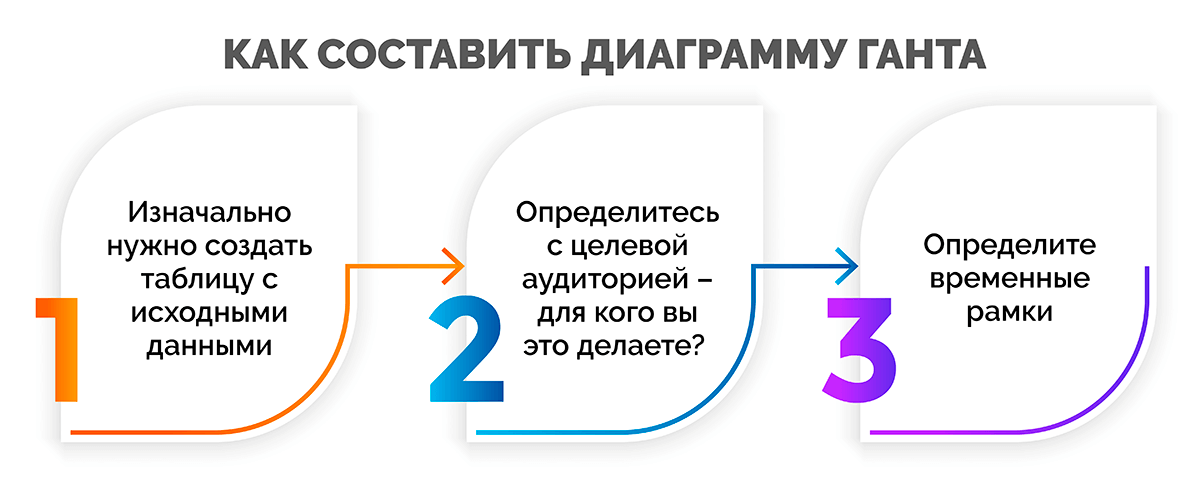 КАК СОСТАВИТЬ ДИАГРАММУ ГАНТА
1
Изначально
нужно создать
таблицу с
исходными
данными
2
Определитесь
с целевой
аудиторией –
для кого вы
это делаете?
3
Определите
временные
рамки